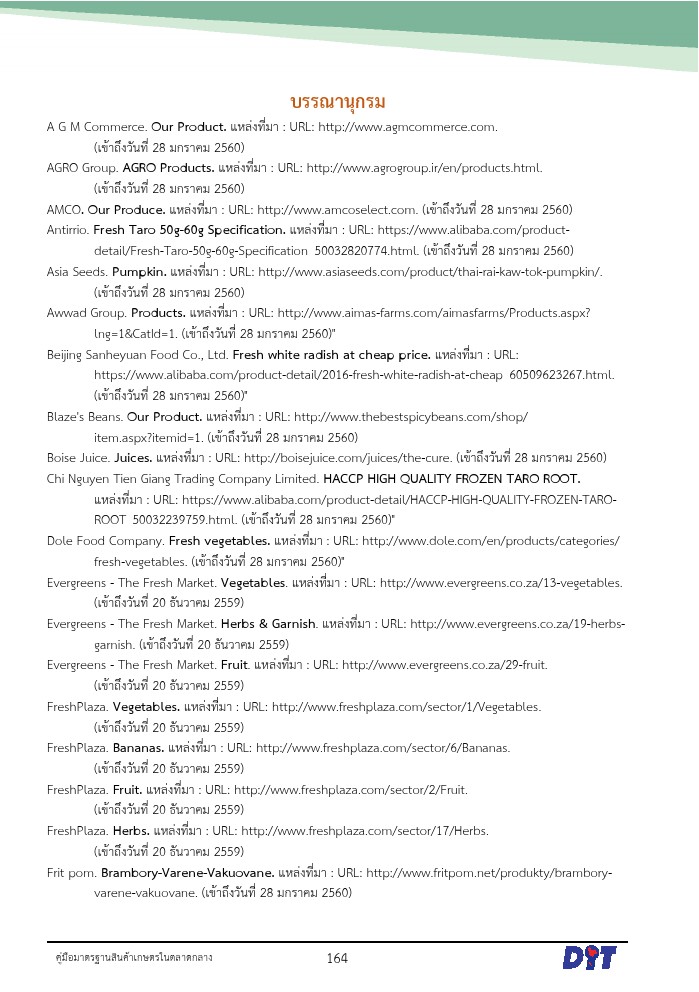 บรรณานุกรม
A G M Commerce. Our Product. แหล่งที่มา : URL: http://www.agmcommerce.com.
(เข้าถึงวันที่ 28 มกราคม 2560)
AGRO Group. AGRO Products. แหล่งที่มา : URL: http://www.agrogroup.ir/en/products.html.
(เข้าถึงวันที่ 28 มกราคม 2560)
AMCO. Our Produce. แหล่งที่มา : URL: http://www.amcoselect.com. (เข้าถึงวันที่ 28 มกราคม 2560)
Antirrio. Fresh Taro 50g-60g Specification. แหล่งที่มา : URL: https://www.alibaba.com/product-
detail/Fresh-Taro-50g-60g-Specification 50032820774.html. (เข้าถึงวันที่ 28 มกราคม 2560)
Asia Seeds. Pumpkin. แหล่งที่มา : URL: http://www.asiaseeds.com/product/thai-rai-kaw-tok-pumpkin/.
(เข้าถึงวันที่ 28 มกราคม 2560)
Awwad Group. Products. แหล่งที่มา : URL: http://www.aimas-farms.com/aimasfarms/Products.aspx?
lng=1&CatId=1. (เข้าถึงวันที่ 28 มกราคม 2560)"
Beijing Sanheyuan Food Co., Ltd. Fresh white radish at cheap price. แหล่งที่มา : URL:
https://www.alibaba.com/product-detail/2016-fresh-white-radish-at-cheap 60509623267.html.
(เข้าถึงวันที่ 28 มกราคม 2560)"
Blaze's Beans. Our Product. แหล่งที่มา : URL: http://www.thebestspicybeans.com/shop/
item.aspx?itemid=1. (เข้าถึงวันที่ 28 มกราคม 2560)
Boise Juice. Juices. แหล่งที่มา : URL: http://boisejuice.com/juices/the-cure. (เข้าถึงวันที่ 28 มกราคม 2560)
Chi Nguyen Tien Giang Trading Company Limited. HACCP HIGH QUALITY FROZEN TARO ROOT.
แหล่งที่มา : URL: https://www.alibaba.com/product-detail/HACCP-HIGH-QUALITY-FROZEN-TARO-
ROOT 50032239759.html. (เข้าถึงวันที่ 28 มกราคม 2560)"
Dole Food Company. Fresh vegetables. แหล่งที่มา : URL: http://www.dole.com/en/products/categories/
fresh-vegetables. (เข้าถึงวันที่ 28 มกราคม 2560)"
Evergreens - The Fresh Market. Vegetables. แหล่งที่มา : URL: http://www.evergreens.co.za/13-vegetables.
(เข้าถึงวันที่ 20 ธันวาคม 2559)
Evergreens - The Fresh Market. Herbs & Garnish. แหล่งที่มา : URL: http://www.evergreens.co.za/19-herbs-
garnish. (เข้าถึงวันที่ 20 ธันวาคม 2559)
Evergreens - The Fresh Market. Fruit. แหล่งที่มา : URL: http://www.evergreens.co.za/29-fruit.
(เข้าถึงวันที่ 20 ธันวาคม 2559)
FreshPlaza. Vegetables. แหล่งที่มา : URL: http://www.freshplaza.com/sector/1/Vegetables.
(เข้าถึงวันที่ 20 ธันวาคม 2559)
FreshPlaza. Bananas. แหล่งที่มา : URL: http://www.freshplaza.com/sector/6/Bananas.
(เข้าถึงวันที่ 20 ธันวาคม 2559)
FreshPlaza. Fruit. แหล่งที่มา : URL: http://www.freshplaza.com/sector/2/Fruit.
(เข้าถึงวันที่ 20 ธันวาคม 2559)
FreshPlaza. Herbs. แหล่งที่มา : URL: http://www.freshplaza.com/sector/17/Herbs.
(เข้าถึงวันที่ 20 ธันวาคม 2559)
Frit pom. Brambory-Varene-Vakuovane. แหล่งที่มา : URL: http://www.fritpom.net/produkty/brambory-
varene-vakuovane. (เข้าถึงวันที่ 28 มกราคม 2560)
คู่มือมาตรฐานสินค้าเกษตรในตลาดกลาง 164 DIT